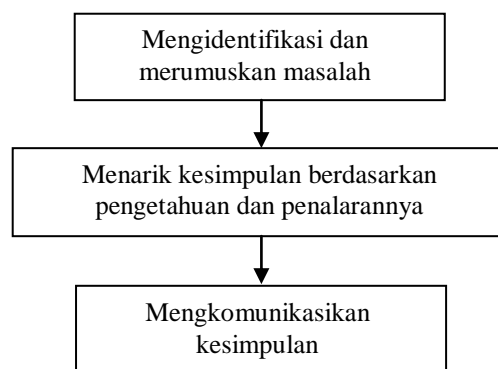 Mengidentifikasi dan
merumuskan masalah
Menarik kesimpulan berdasarkan
pengetahuan dan penalarannya
Mengkomunikasikan
kesimpulan